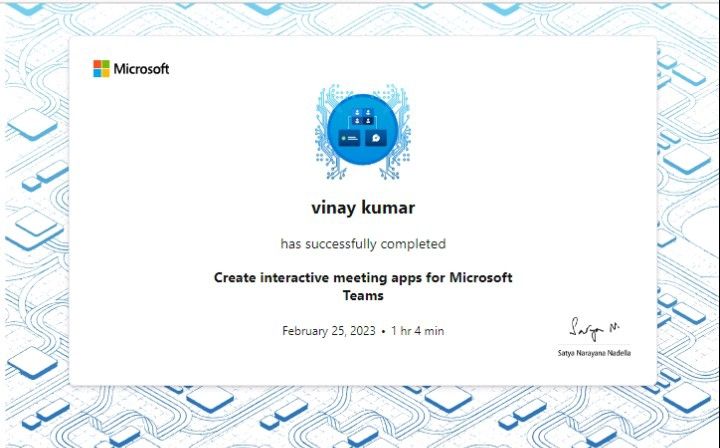 Microsoft
vinay kumar
has successfully completed
Create interactive meeting apps for Microsoft
Teams
February 25, 2023 • 1 hr 4 min
Satya N.
Satya Narayana Nadella